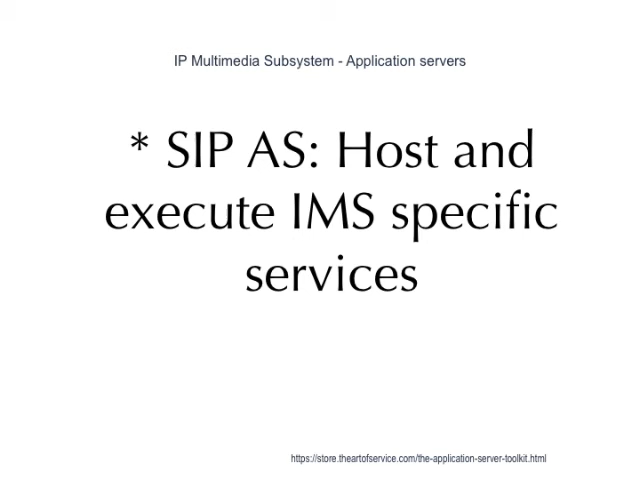 IP Multimedia Subsystem - Application servers
* SIP AS: Host and
execute IMS specific
services
https://store.theartofservice.com/the-application-server-toolkit.html